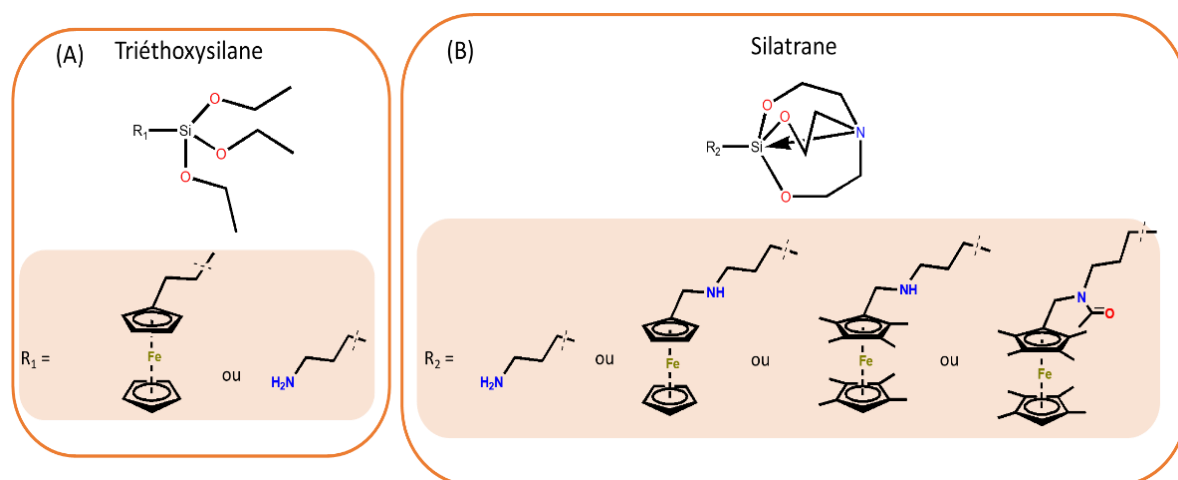 (A) Triéthoxysilane
O
R1 Si O
O
R1 =
Fe
ou
H2N
(B) Silatrane
O
O
N
R2 Si
O
R2 =
H2N
ou
NH
Fe
ou
NH
Fe
ou
N
O
Fe